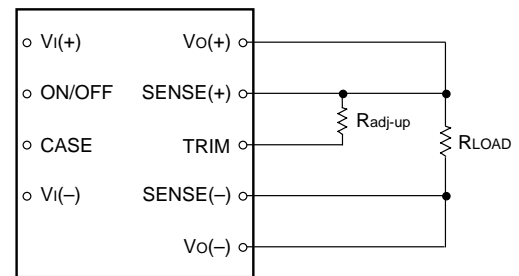 VI(+)
VO(+)
ON/OFF
SENSE(+)
Radj-up
CASE
TRIM
RLOAD
VI(–)
SENSE(–)
VO(–)